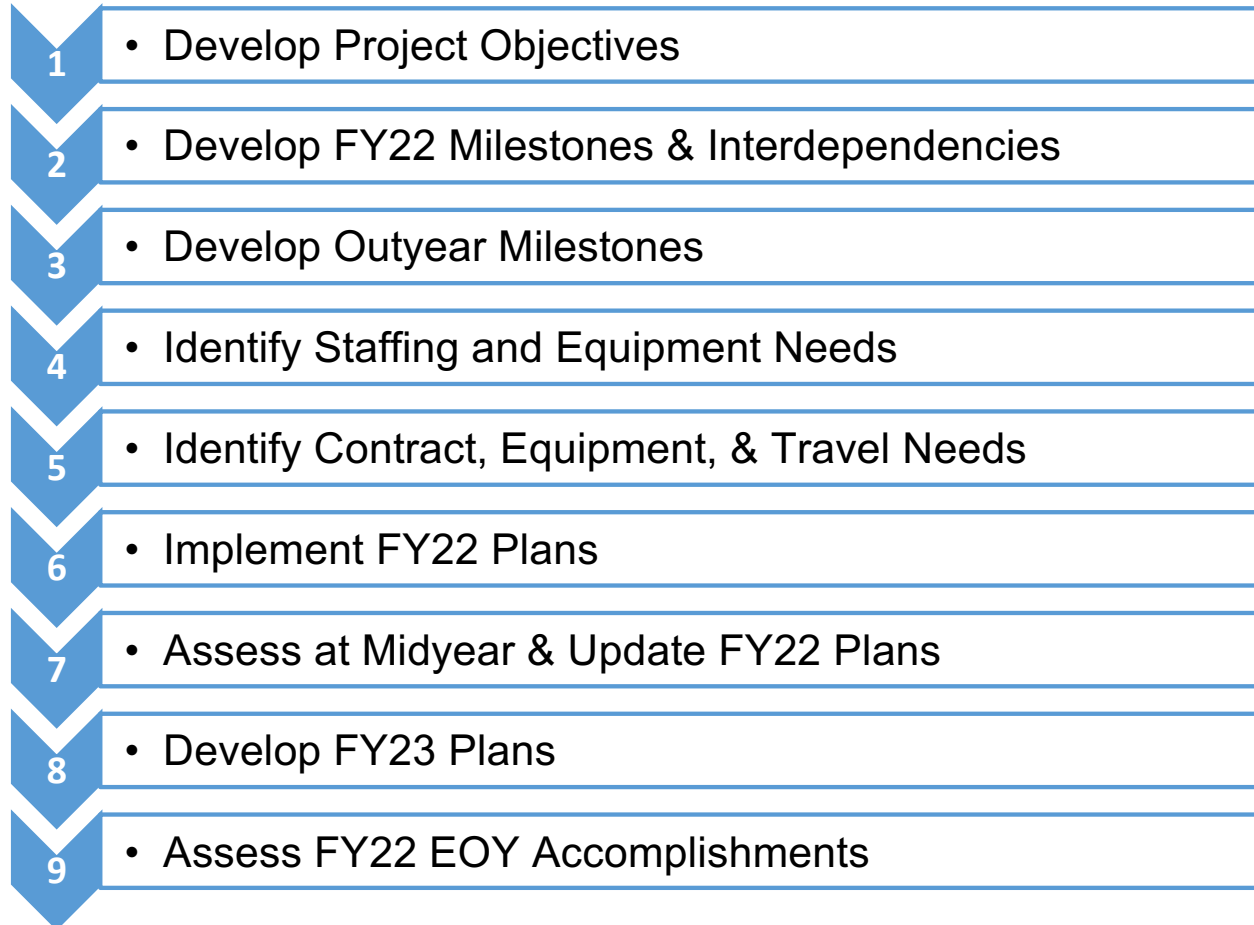 1 • Develop Project Objectives
2 • Develop FY22 Milestones & Interdependencies
3 • Develop Outyear Milestones
4 • Identify Staffing and Equipment Needs
5 • Identify Contract, Equipment, & Travel Needs
6 • Implement FY22 Plans
7 • Assess at Midyear & Update FY22 Plans
8 • Develop FY23 Plans
9 • Assess FY22 EOY Accomplishments